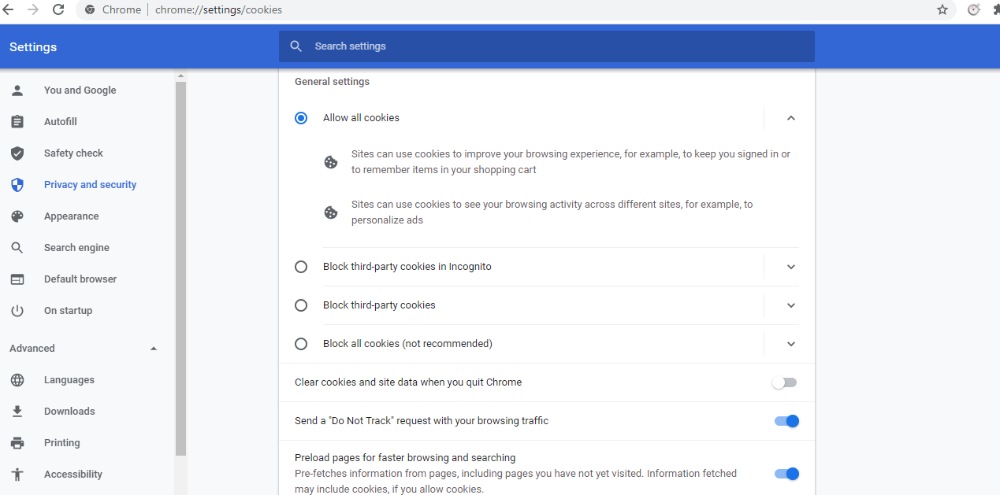 Chrome | chrome://settings/cookies
Settings
Search settings
You and Google
Autofill
Safety check
Privacy and security
Appearance
Search engine
Default browser
On startup
Advanced
Languages
Downloads
Printing
Accessibility
General settings
Allow all cookies
Sites can use cookies to improve your browsing experience, for example, to keep you signed in or
to remember items in your shopping cart
Sites can use cookies to see your browsing activity across different sites, for example, to
personalize ads
Block third-party cookies in Incognito
Block third-party cookies
Block all cookies (not recommended)
Clear cookies and site data when you quit Chrome
Send a "Do Not Track" request with your browsing traffic
Preload pages for faster browsing and searching
Pre-fetches information from pages, including pages you have not yet visited. Information fetched
may include cookies, if you allow cookies.